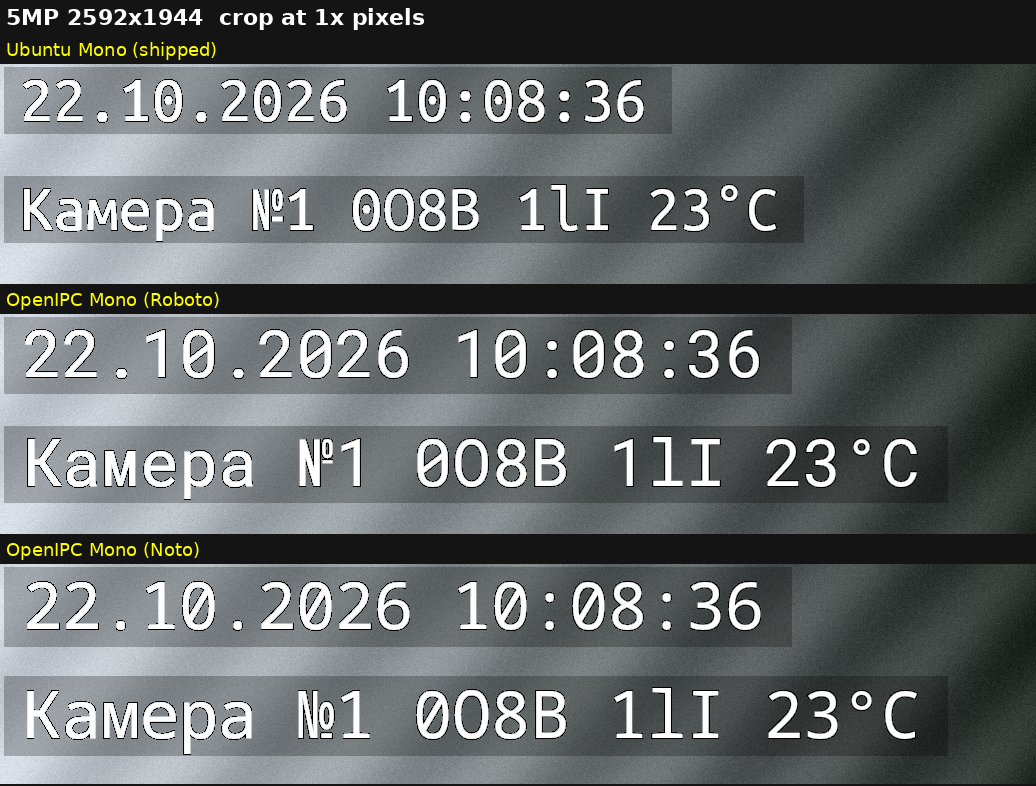 5MP 2592x1944  crop at 1x pixels
Ubuntu Mono (shipped)
22.10.2026 10:08:36
Камера №1 0O8B 1lI 23°C
OpenIPC Mono (Roboto)
22.10.2026 10:08:36
Камера №1 0O8B 1lI 23°C
OpenIPC Mono (Noto)
22.10.2026 10:08:36
Камера №1 0O8B 1lI 23°C